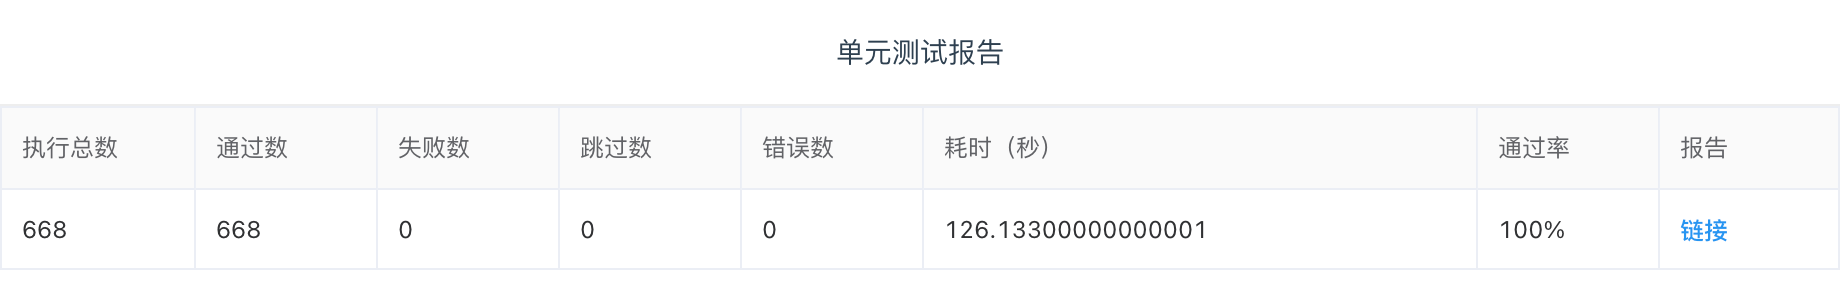 单元测试报告
执行总数 通过数 失败数 跳过数 错误数 耗时（秒） 通过率 报告
668 668 0 0 0 126.13300000000001 100% 链接